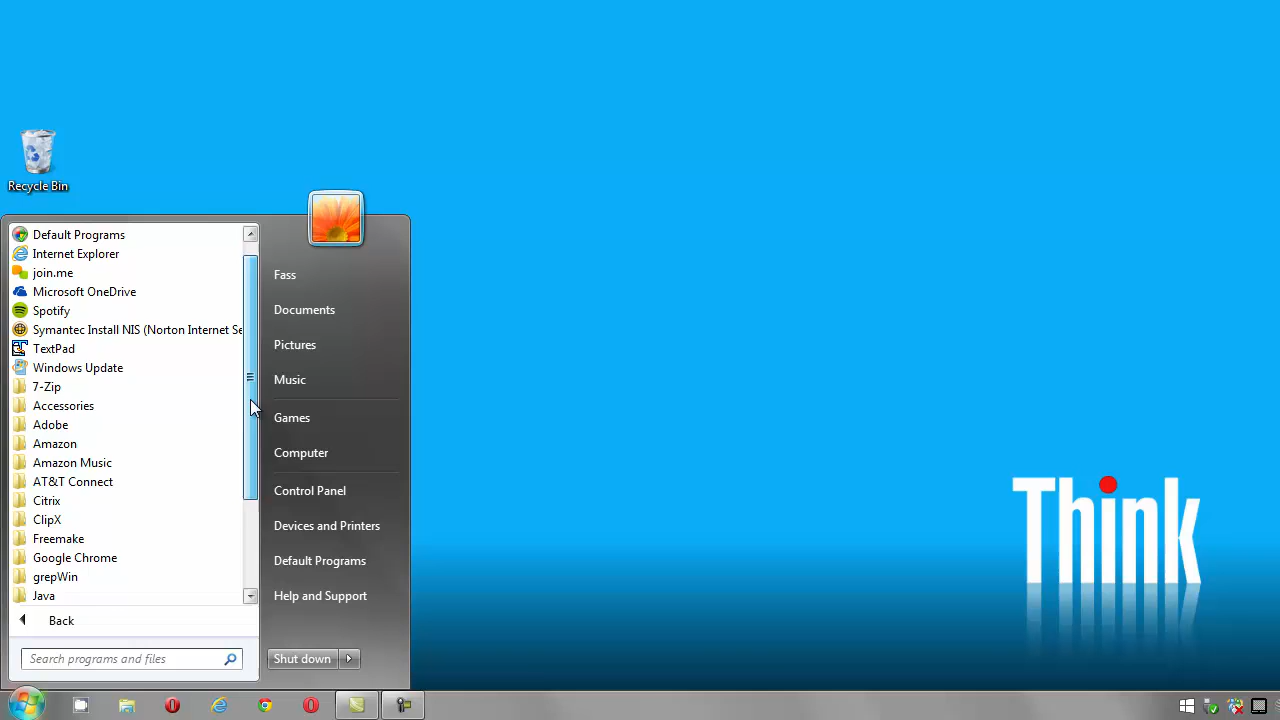 Recycle Bin
Default Programs
Internet Explorer
join.me
Microsoft OneDrive
Spotify
Symantec Install NIS (Norton Internet Se
TextPad
Windows Update
7-Zip
Accessories
Adobe
Amazon
Amazon Music
AT&T Connect
Citrix
ClipX
Freemake
Google Chrome
grepWin
Java
Back
Search programs and files
Fass
Documents
Pictures
Music
Games
Computer
Control Panel
Devices and Printers
Default Programs
Help and Support
Shut down
Think